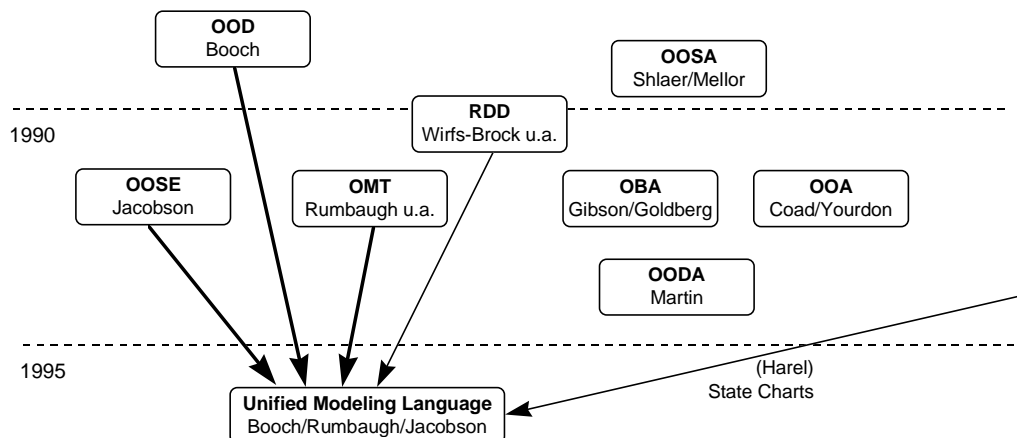 OOD
Booch
OOSA
Shlaer/Mellor
RDD
Wirfs-Brock u.a.
1990
OOSE
Jacobson
OMT
Rumbaugh u.a.
OBA
Gibson/Goldberg
OOA
Coad/Yourdon
OODA
Martin
1995
(Harel)
State Charts
Unified Modeling Language
Booch/Rumbaugh/Jacobson